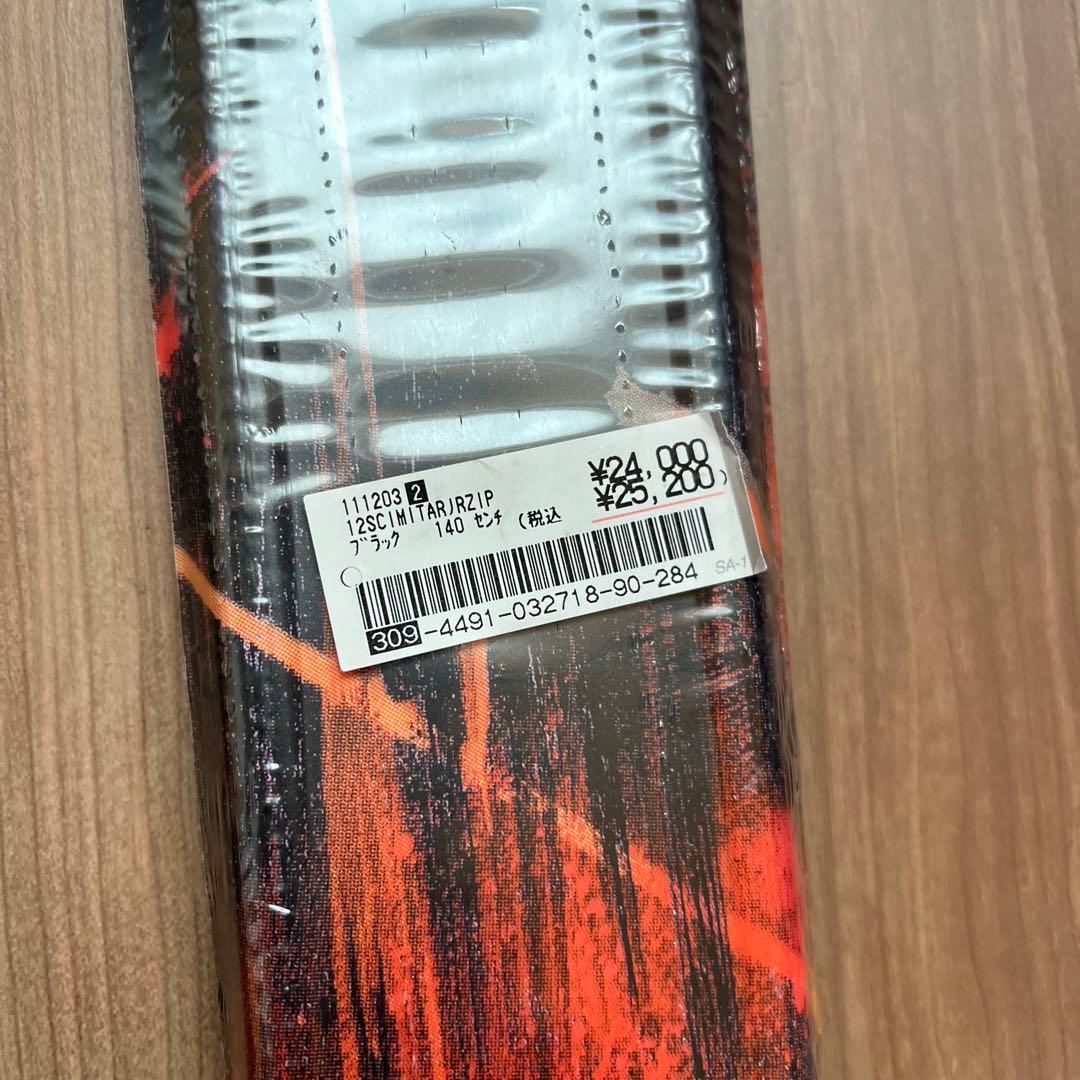 111203 2 ¥24,000
12SCIMITARJRZIP ¥25,200)
ブラック 140 センチ (税込
SA-1
309-4491-032718-90-284